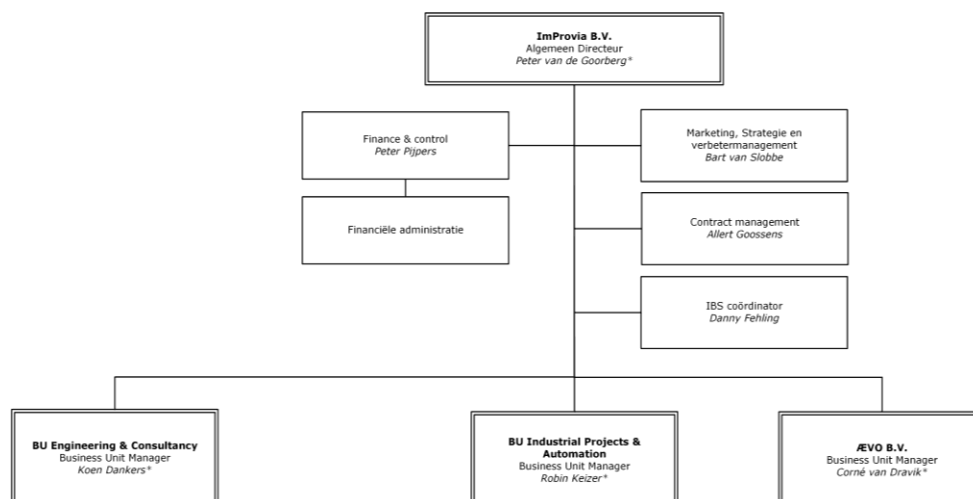 ImProvia B.V.
Algemeen Directeur
Peter van de Goorberg*
Finance & control
Peter Pijpers
Marketing, Strategie en
verbetermanagement
Bart van Slobbe
Financiële administratie
Contract management
Allert Goossens
IBS coördinator
Danny Fehling
BU Engineering & Consultancy
Business Unit Manager
Koen Dankers*
BU Industrial Projects &
Automation
Business Unit Manager
Robin Keizer*
ÆVO B.V.
Business Unit Manager
Corné van Dravik*